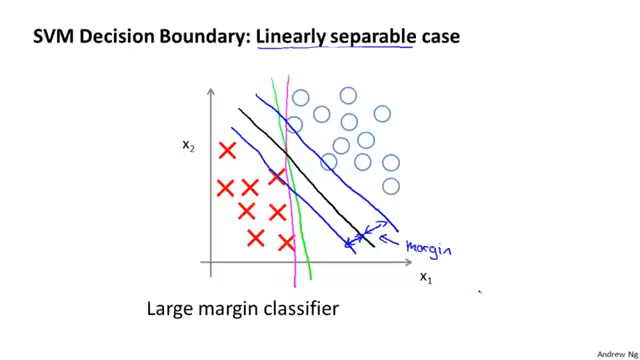 SVM Decision Boundary: Linearly separable case
x2
margin
x1
Large margin classifier
Andrew Ng